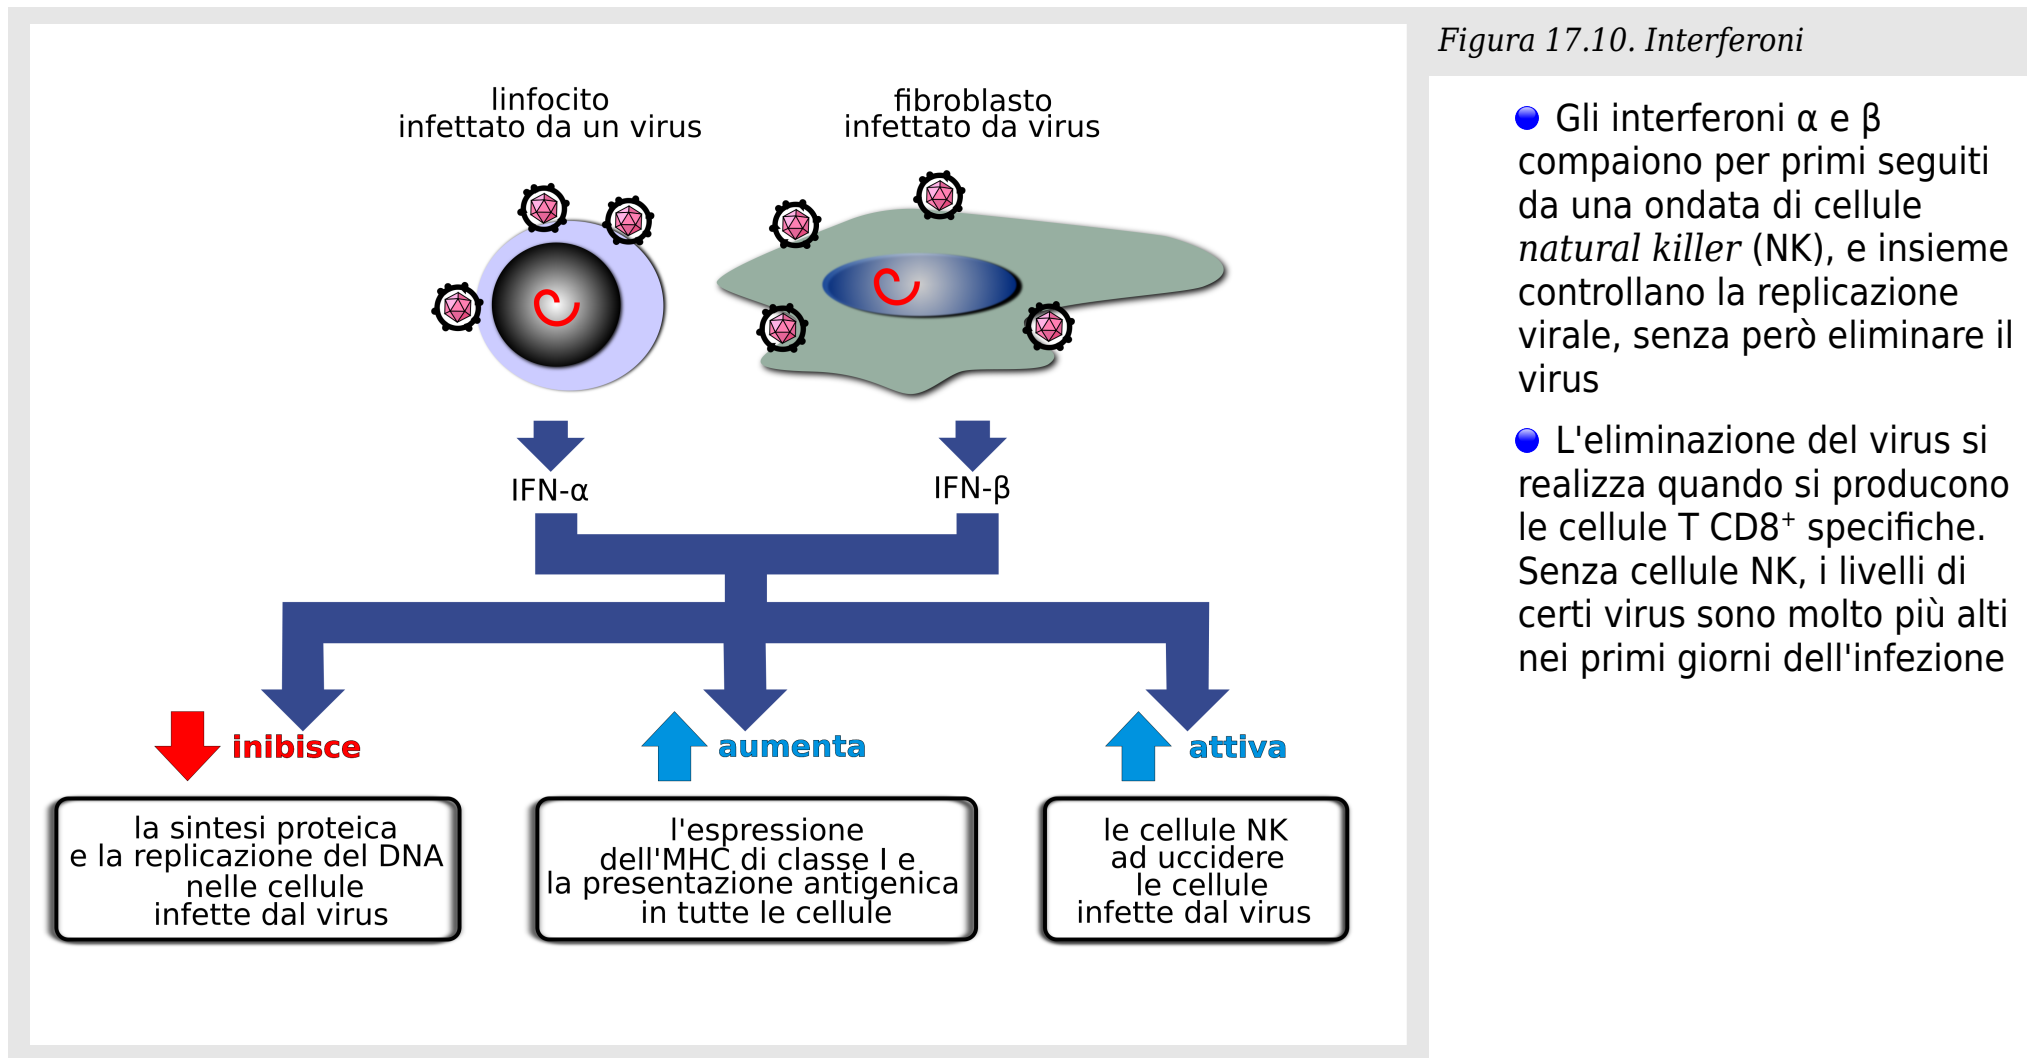 Figura 17.10. Interferoni
linfocito
infettato da un virus
fibroblasto
infettato da virus
IFN-α
IFN-β
inibisce
la sintesi proteica
e la replicazione del DNA
nelle cellule
infette dal virus
aumenta
l'espressione
dell'MHC di classe I e
la presentazione antigenica
in tutte le cellule
attiva
le cellule NK
ad uccidere
le cellule
infette dal virus
Gli interferoni α e β
compaiono per primi seguiti
da una ondata di cellule
natural killer (NK), e insieme
controllano la replicazione
virale, senza però eliminare il
virus
L'eliminazione del virus si
realizza quando si producono
le cellule T CD8⁺ specifiche.
Senza cellule NK, i livelli di
certi virus sono molto più alti
nei primi giorni dell'infezione